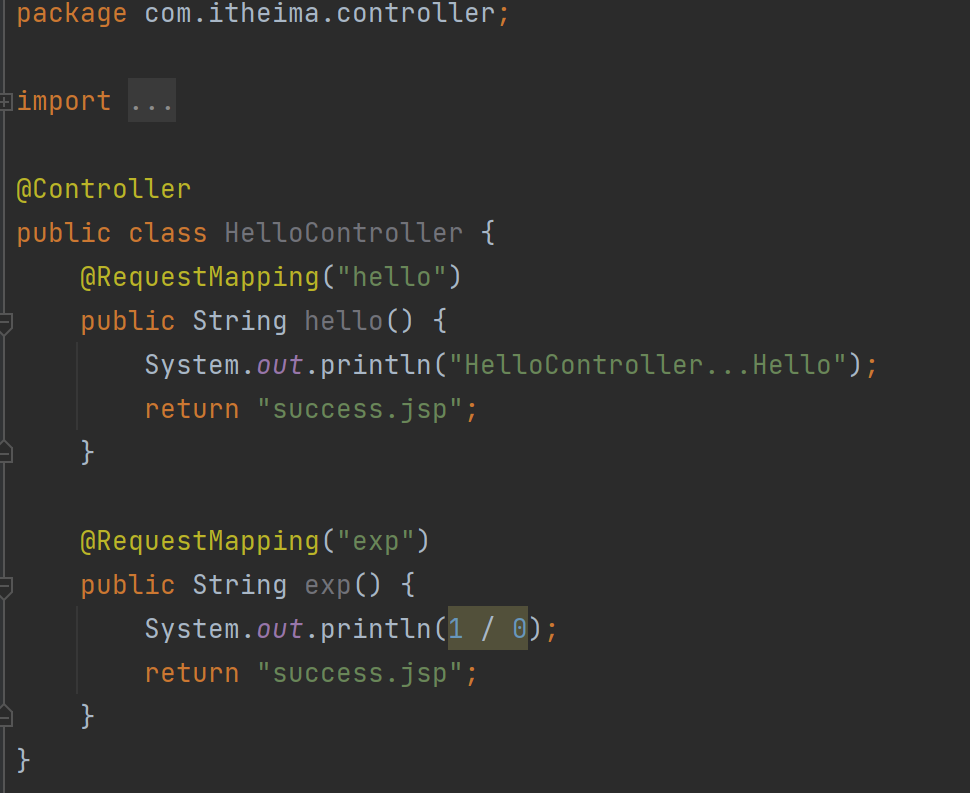 package com.itheima.controller;
import ...
@Controller
public class HelloController {
    @RequestMapping("hello")
    public String hello() {
        System.out.println("HelloController...Hello");
        return "success.jsp";
    }
    @RequestMapping("exp")
    public String exp() {
        System.out.println(1 / 0);
        return "success.jsp";
    }
}